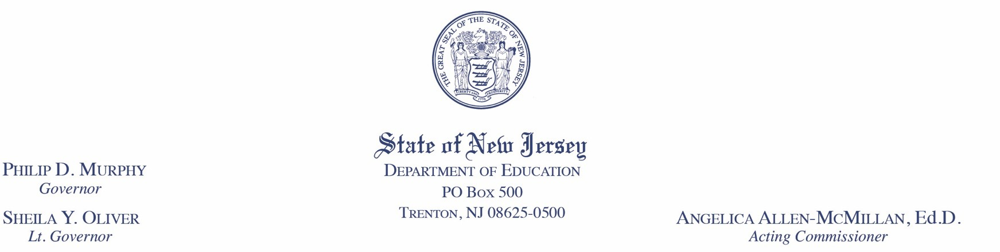 THE GREAT SEAL OF THE STATE OF NEW JERSEY
LIBERTY AND PROSPERITY
1776
State of New Jersey
DEPARTMENT OF EDUCATION
PO BOX 500
TRENTON, NJ 08625-0500
PHILIP D. MURPHY
Governor
SHEILA Y. OLIVER
Lt. Governor
ANGELICA ALLEN-MCMILLAN, Ed.D.
Acting Commissioner